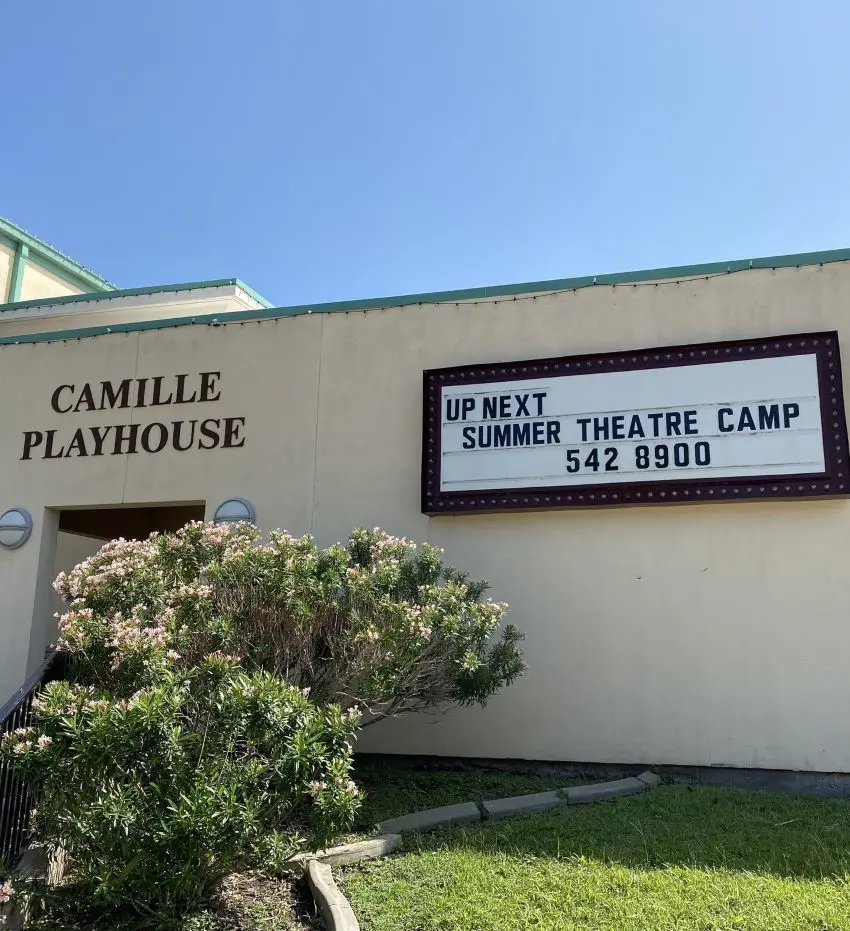 CAMILLE
PLAYHOUSE
UP NEXT
SUMMER THEATRE CAMP
542 8900